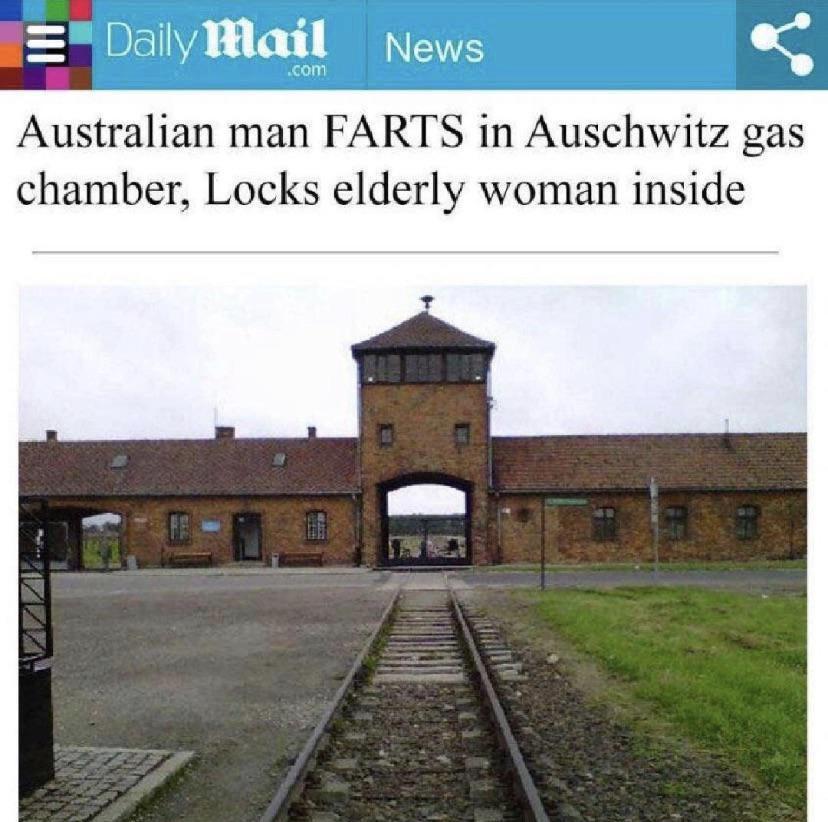 Daily Mail
.com
News
Australian man FARTS in Auschwitz gas
chamber, Locks elderly woman inside